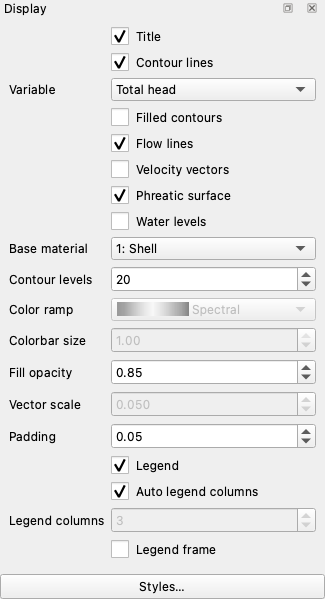 Display
Title
Contour lines
Variable Total head
Filled contours
Flow lines
Velocity vectors
Phreatic surface
Water levels
Base material 1: Shell
Contour levels 20
Color ramp Spectral
Colorbar size 1.00
Fill opacity 0.85
Vector scale 0.050
Padding 0.05
Legend
Auto legend columns
Legend columns 3
Legend frame
Styles...